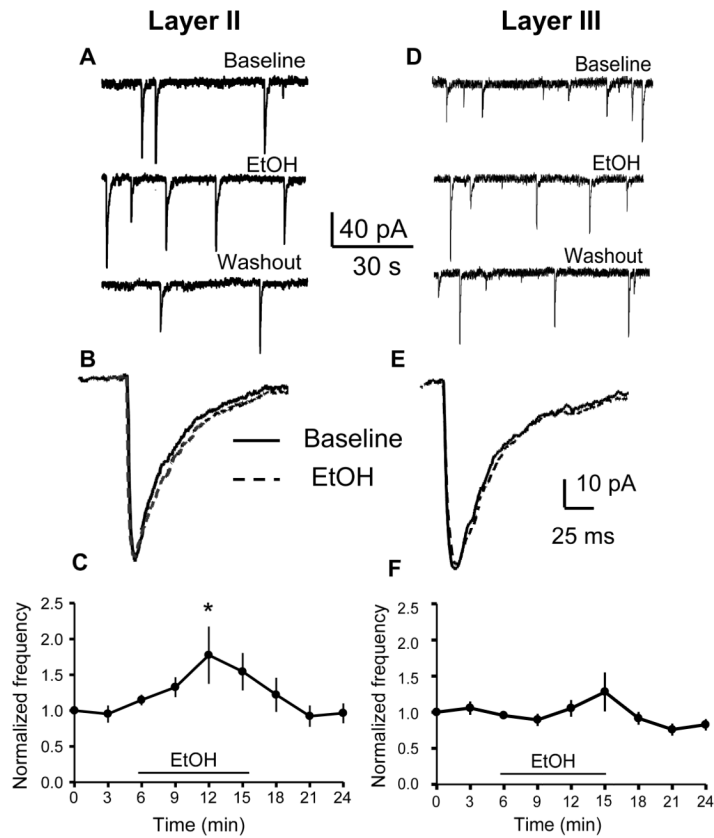 Layer II
Layer III
A
Baseline
EtOH
40 pA
30 s
Washout
D
Baseline
EtOH
Washout
B
Baseline
EtOH
E
10 pA
25 ms
C
Normalized frequency
2.5
2.0
1.5
1.0
0.5
0.0
*
EtOH
0 3 6 9 12 15 18 21 24
Time (min)
F
Normalized frequency
2.5
2.0
1.5
1.0
0.5
0.0
EtOH
0 3 6 9 12 15 18 21 24
Time (min)